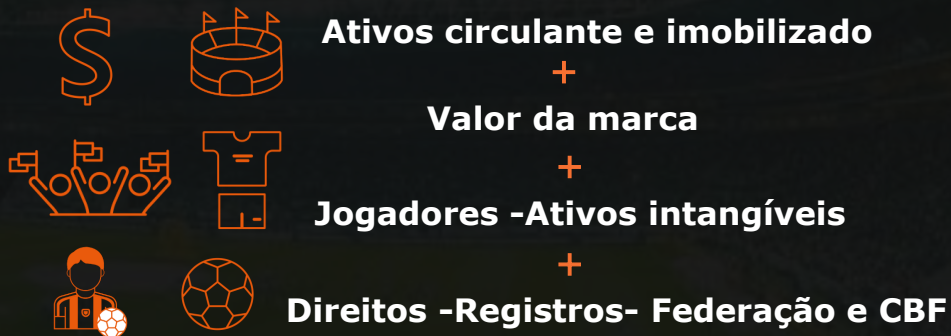 Ativos circulante e imobilizado
+
Valor da marca
+
Jogadores -Ativos intangíveis
+
Direitos -Registros- Federação e CBF